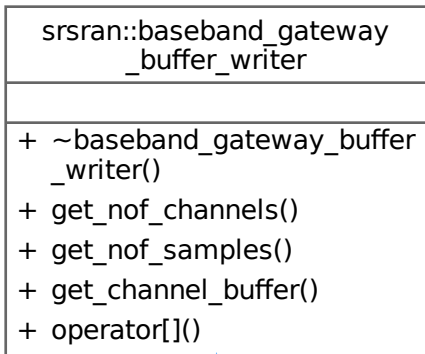 srsran::baseband_gateway
_buffer_writer
+ ~baseband_gateway_buffer
_writer()
+ get_nof_channels()
+ get_nof_samples()
+ get_channel_buffer()
+ operator[]()